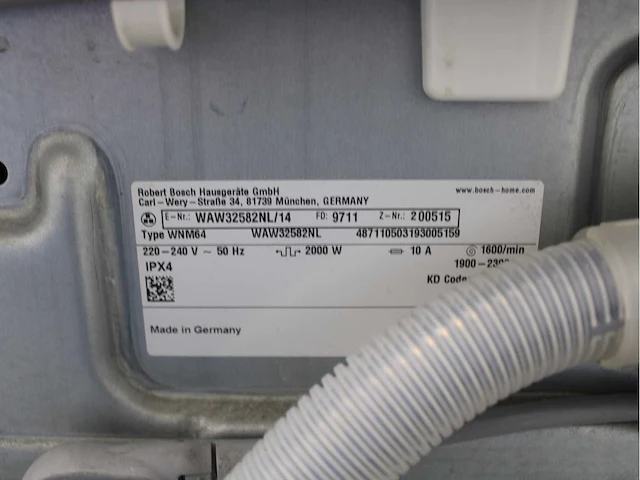 Robert Bosch Hausgeräte GmbH
www.bosch-home.com
Carl-Wery-Straße 34, 81739 München, GERMANY
E-Nr.: WAW32582NL/14 FD: 9711 Z-Nr.: 200515
Type WNM64 WAW32582NL 487110503193005159
220-240 V ~ 50 Hz 2000 W 10 A 1600/min
IPX4
KD Code
Made in Germany